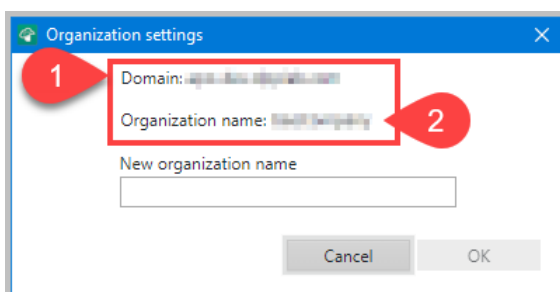 Organization settings
1
Domain:
Organization name:
2
New organization name
Cancel OK